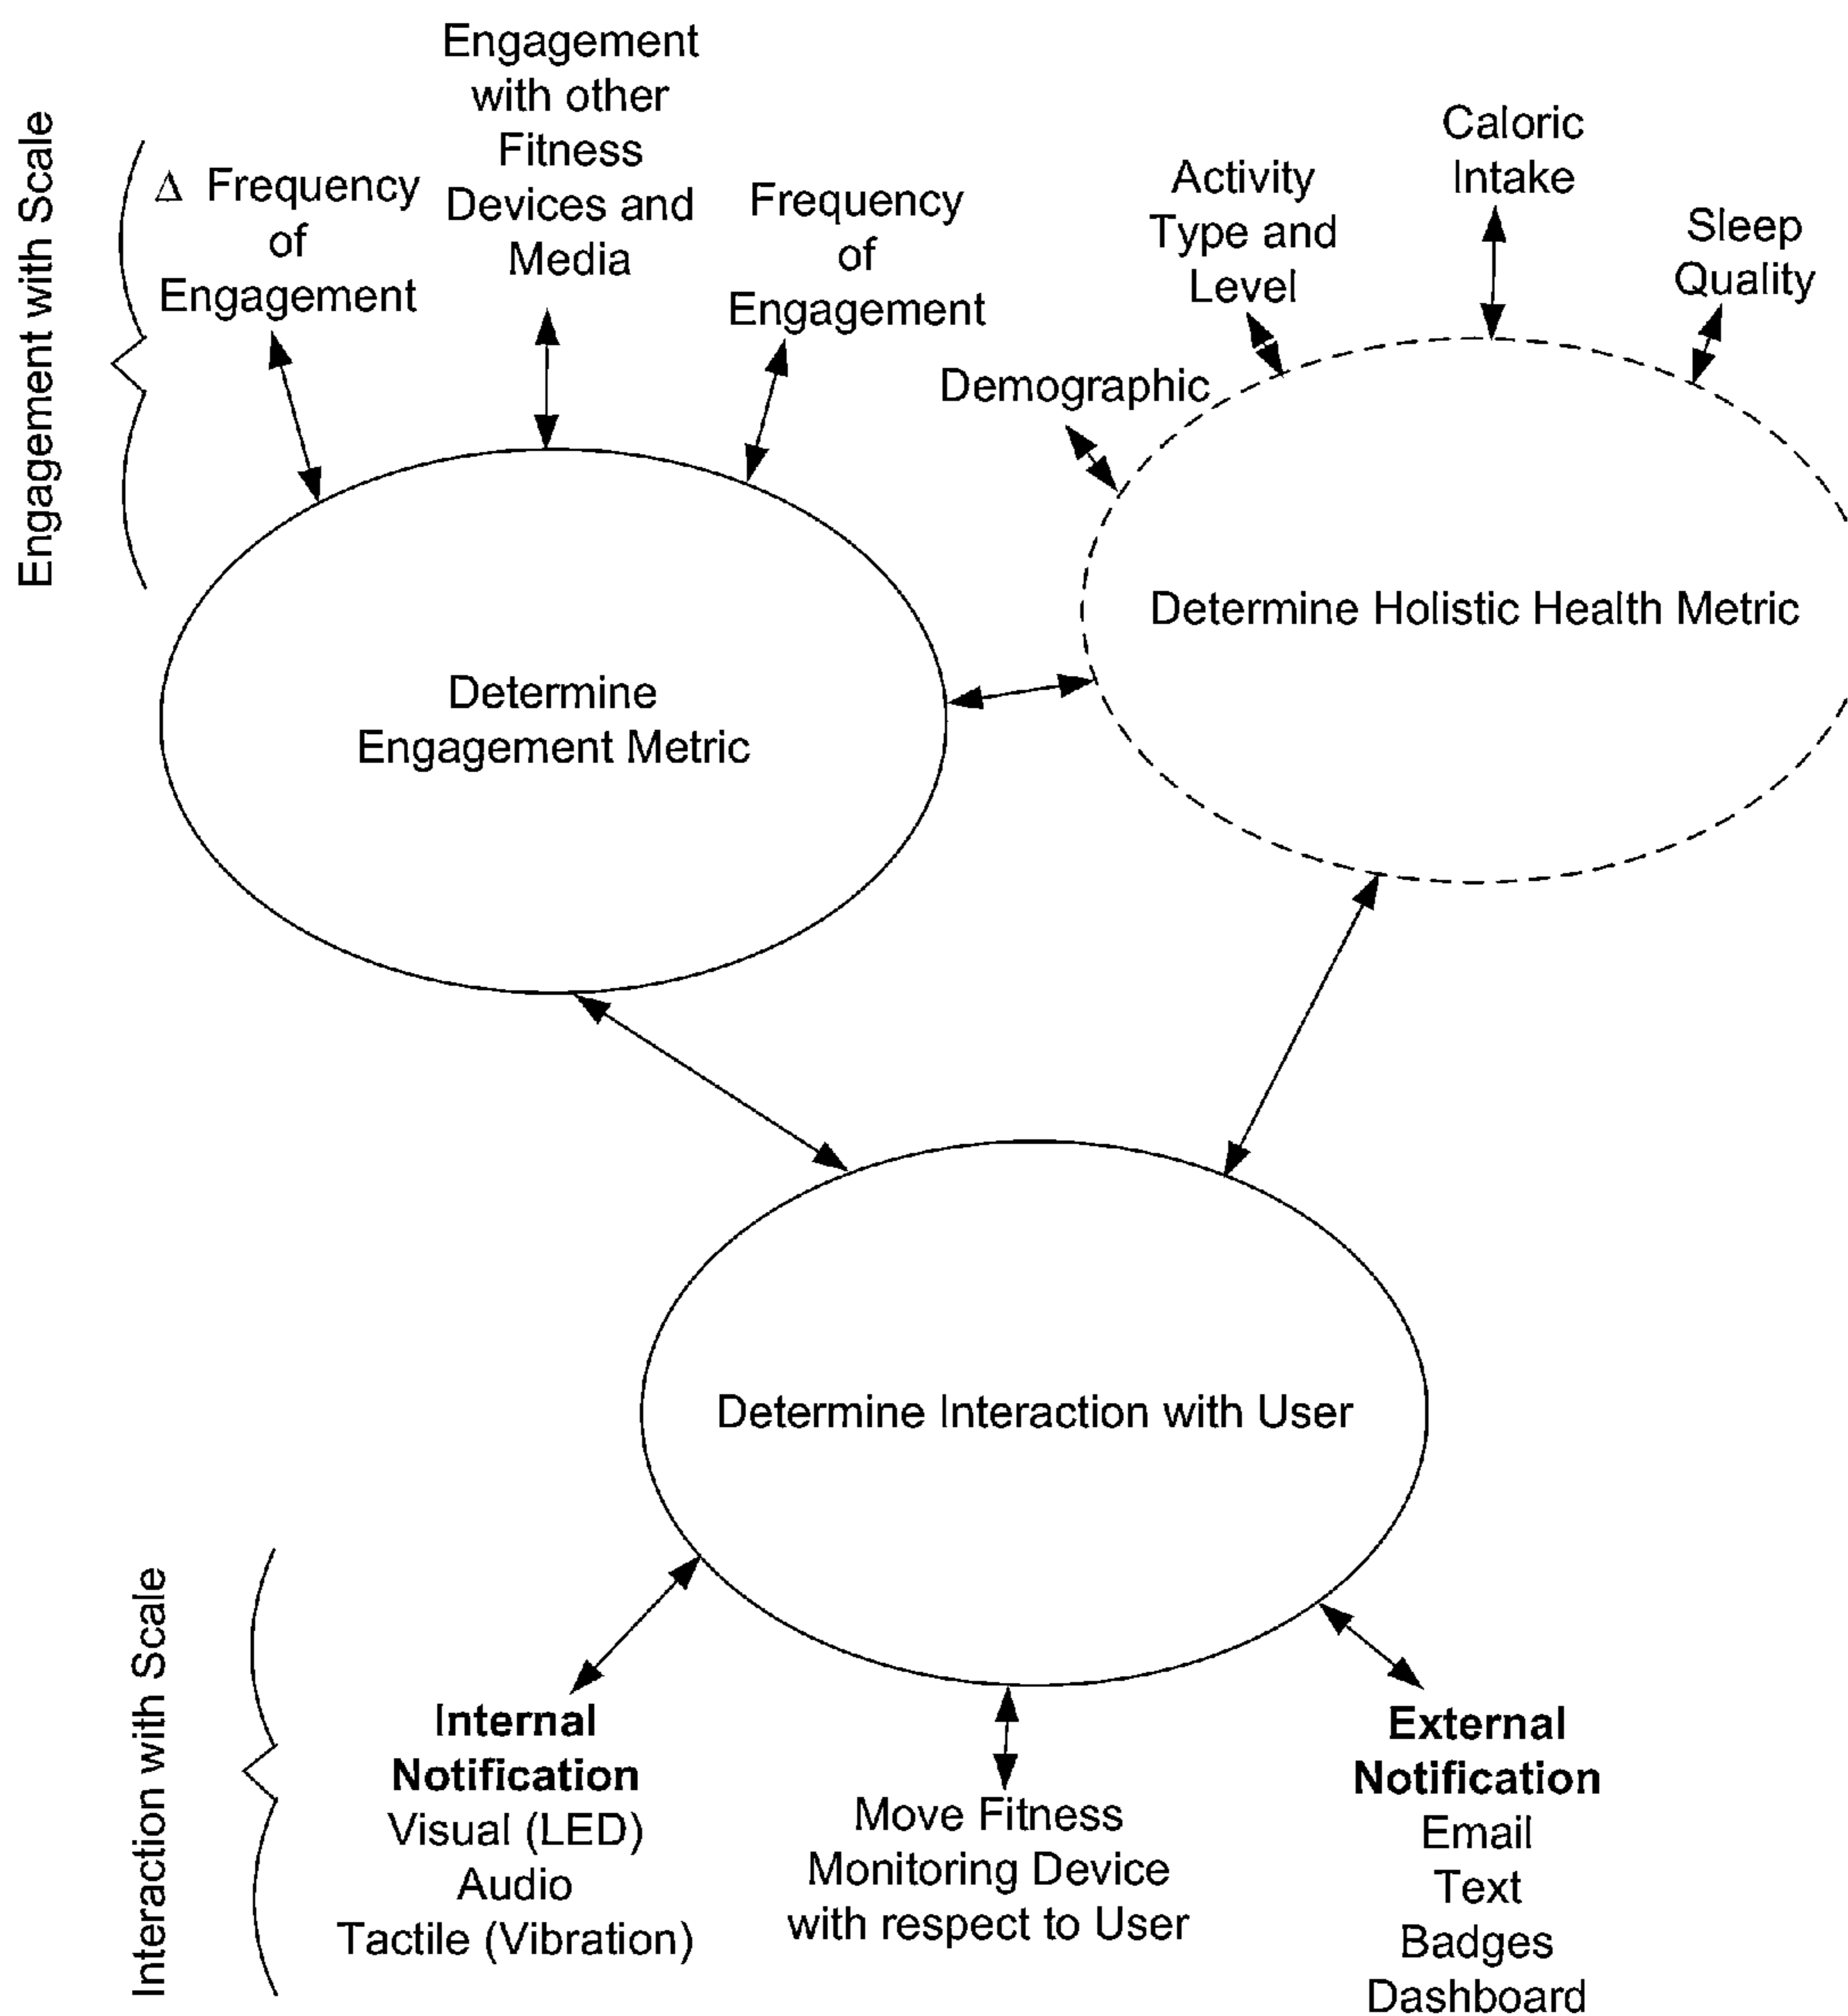 Engagement with Scale
Δ Frequency
of
Engagement
Engagement
with other
Fitness
Devices and
Media
Frequency
of
Engagement
Demographic
Activity
Type and
Level
Caloric
Intake
Sleep
Quality
Determine
Engagement Metric
Determine Holistic Health Metric
Determine Interaction with User
Interaction with Scale
Internal
Notification
Visual (LED)
Audio
Tactile (Vibration)
Move Fitness
Monitoring Device
with respect to User
External
Notification
Email
Text
Badges
Dashboard